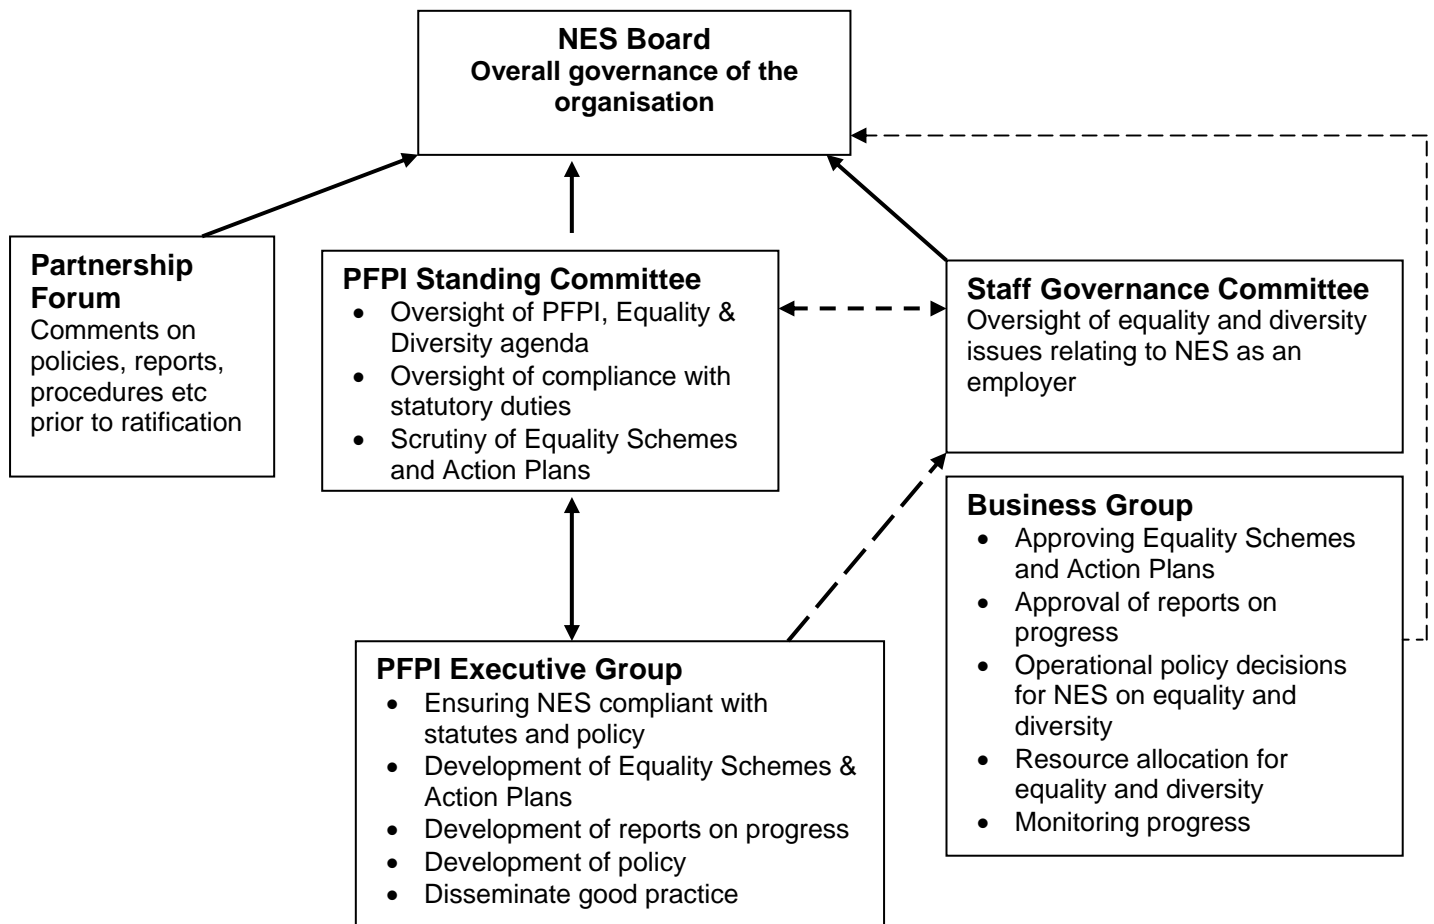 NES Board
Overall governance of the
organisation
Partnership
Forum
Comments on
policies, reports,
procedures etc
prior to ratification
PFPI Standing Committee
• Oversight of PFPI, Equality &
Diversity agenda
• Oversight of compliance with
statutory duties
• Scrutiny of Equality Schemes
and Action Plans
Staff Governance Committee
Oversight of equality and diversity
issues relating to NES as an
employer
Business Group
• Approving Equality Schemes
and Action Plans
• Approval of reports on
progress
• Operational policy decisions
for NES on equality and
diversity
• Resource allocation for
equality and diversity
• Monitoring progress
PFPI Executive Group
• Ensuring NES compliant with
statutes and policy
• Development of Equality Schemes &
Action Plans
• Development of reports on progress
• Development of policy
• Disseminate good practice